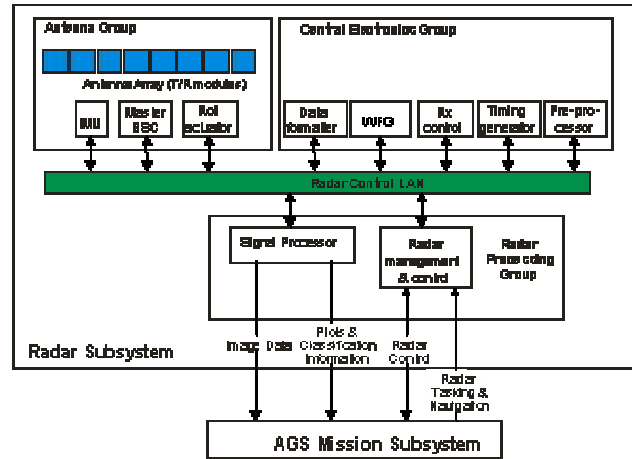 Antenna Group
Central Electronics Group
Antenna Array (T/R modules)
IMU
Master
BSC
Roll
actuator
Data
formatter
WFG
Rx
control
Timing
generator
Pre-pro-
cessor
Radar Control LAN
Signal Processor
Radar
management
& control
Radar
Processing
Group
Image Data
Plots &
Classification
Information
Radar
Control
Radar Subsystem
Radar
Tasking &
Navigation
AGS Mission Subsystem